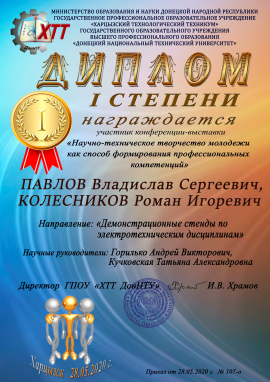 МИНИСТЕРСТВО ОБРАЗОВАНИЯ И НАУКИ ДОНЕЦКОЙ НАРОДНОЙ РЕСПУБЛИКИ
ГОСУДАРСТВЕННОЕ ПРОФЕССИОНАЛЬНОЕ ОБРАЗОВАТЕЛЬНОЕ УЧРЕЖДЕНИЕ
«ХАРЦЫЗСКИЙ ТЕХНОЛОГИЧЕСКИЙ ТЕХНИКУМ»
ГОСУДАРСТВЕННОГО ОБРАЗОВАТЕЛЬНОГО УЧРЕЖДЕНИЯ
ВЫСШЕГО ПРОФЕССИОНАЛЬНОГО ОБРАЗОВАНИЯ
«ДОНЕЦКИЙ НАЦИОНАЛЬНЫЙ ТЕХНИЧЕСКИЙ УНИВЕРСИТЕТ»
ХТТ
ДИПЛОМ
I СТЕПЕНИ
награждается
участник конференции-выставки
«Научно-техническое творчество молодежи
как способ формирования профессиональных
компетенций»
1
ПАВЛОВ Владислав Сергеевич,
КОЛЕСНИКОВ Роман Игоревич
Направление: «Демонстрационные стенды по
электротехническим дисциплинам»
Научные руководители: Горилько Андрей Викторович,
Кучковская Татьяна Александровна
Директор ГПОУ «ХТТ ДонНТУ» И.В. Храмов
Харцызск, 28.05.2020 г.
Приказ от 28.05.2020 г. № 107-о